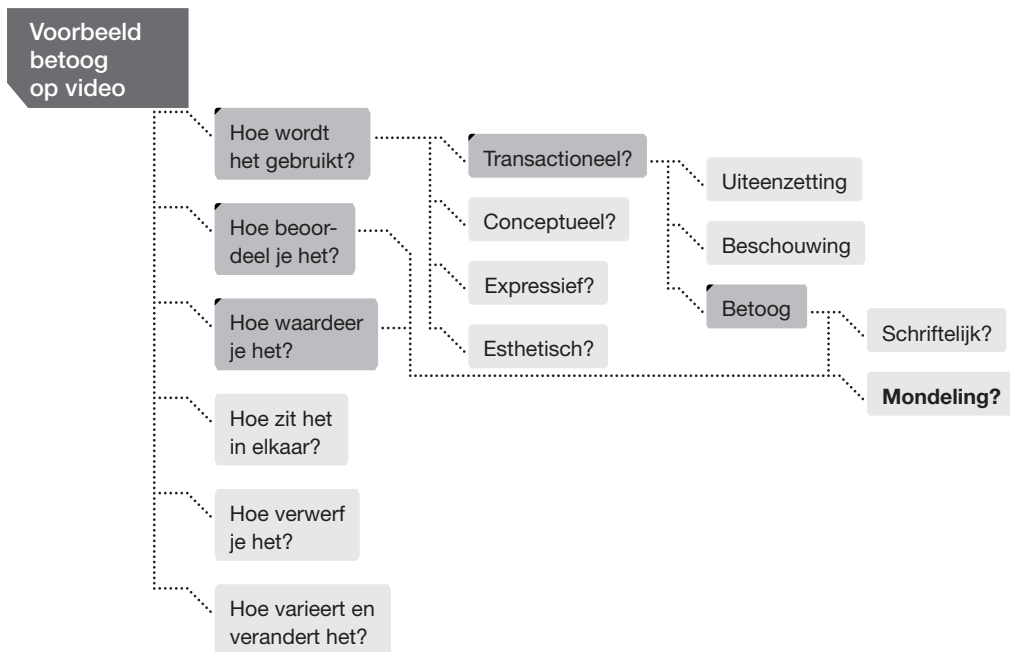 Voorbeeld
betoog
op video
Hoe wordt
het gebruikt?
Transactioneel?
Uiteenzetting
Conceptueel?
Beschouwing
Hoe beoor-
deel je het?
Expressief?
Betoog
Hoe waardeer
je het?
Esthetisch?
Schriftelijk?
Mondeling?
Hoe zit het
in elkaar?
Hoe verwerf
je het?
Hoe varieert en
verandert het?